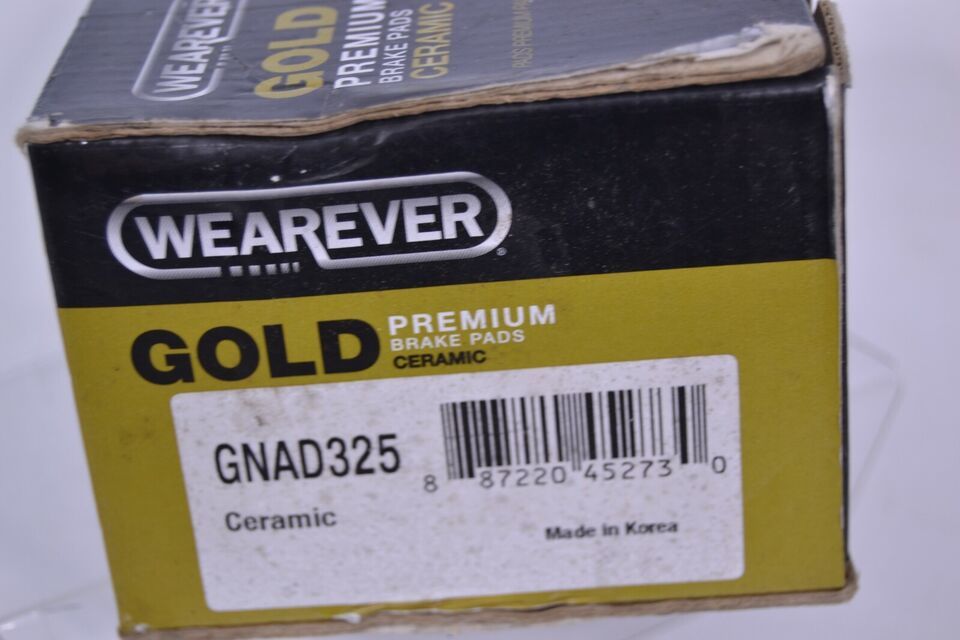 WEAREVER
GOLD
PREMIUM
BRAKE PADS
CERAMIC
WEAREVER®
GOLD
PREMIUM
BRAKE PADS
CERAMIC
GNAD325
8 87220 45273 0
Ceramic
Made in Korea